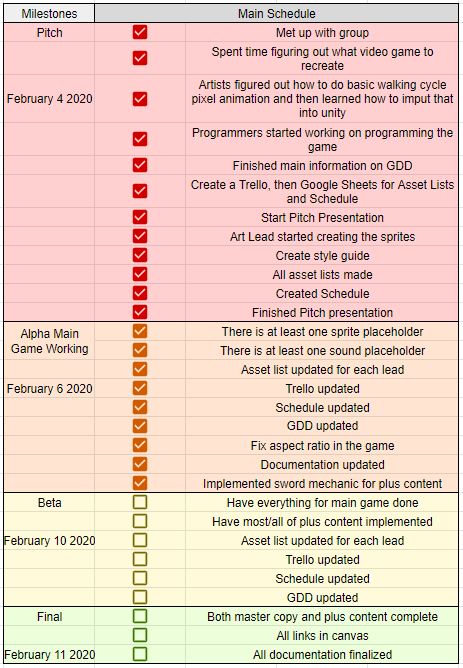 Milestones Main Schedule
Pitch Met up with group
Spent time figuring out what video game to
recreate
Artists figured out how to do basic walking cycle
February 4 2020 pixel animation and then learned how to imput that
into unity
Programmers started working on programming the
game
Finished main information on GDD
Create a Trello, then Google Sheets for Asset Lists
and Schedule
Start Pitch Presentation
Art Lead started creating the sprites
Create style guide
All asset lists made
Created Schedule
Finished Pitch presentation
Alpha Main There is at least one sprite placeholder
Game Working There is at least one sound placeholder
Asset list updated for each lead
February 6 2020 Trello updated
Schedule updated
GDD updated
Fix aspect ratio in the game
Documentation updated
Implemented sword mechanic for plus content
Beta Have everything for main game done
Have most/all of plus content implemented
February 10 2020 Asset list updated for each lead
Trello updated
Schedule updated
GDD updated
Final Both master copy and plus content complete
All links in canvas
February 11 2020 All documentation finalized